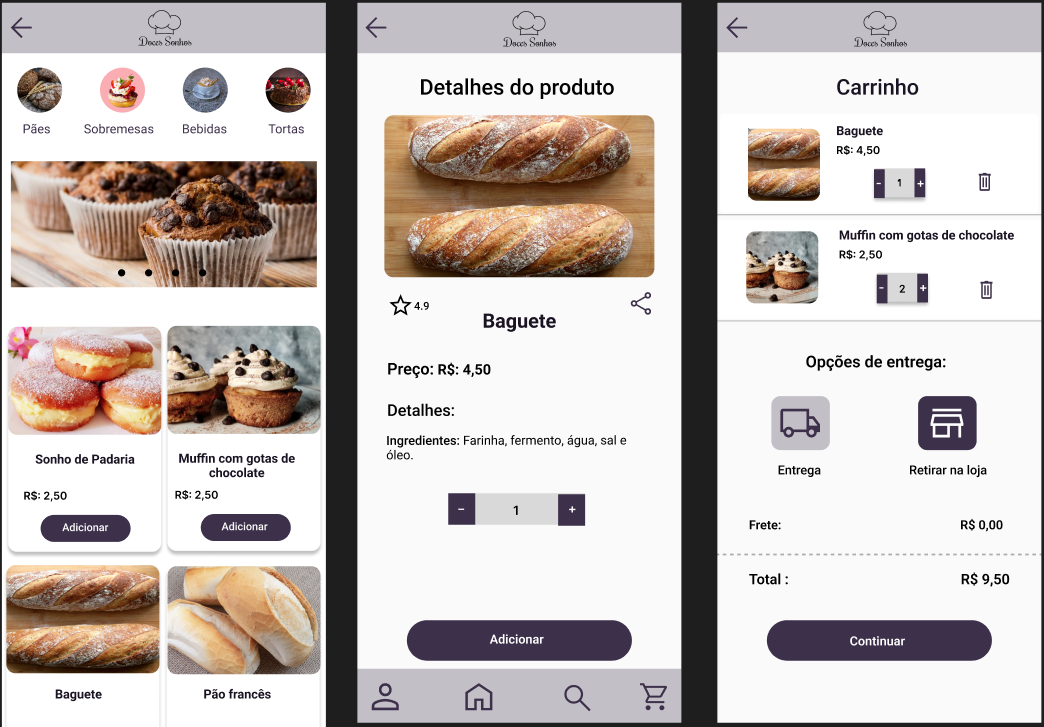 Doces Sonhos
Pães
Sobremesas
Bebidas
Tortas
Sonho de Padaria
R$: 2,50
Adicionar
Muffin com gotas de
chocolate
R$: 2,50
Adicionar
Baguete
Pão francês
Doces Sonhos
Detalhes do produto
4.9
Baguete
Preço: R$: 4,50
Detalhes:
Ingredientes: Farinha, fermento, água, sal e
óleo.
- 1 +
Adicionar
Doces Sonhos
Carrinho
Baguete
R$: 4,50
- 1 +
Muffin com gotas de chocolate
R$: 2,50
- 2 +
Opções de entrega:
Entrega
Retirar na loja
Frete: R$ 0,00
Total : R$ 9,50
Continuar